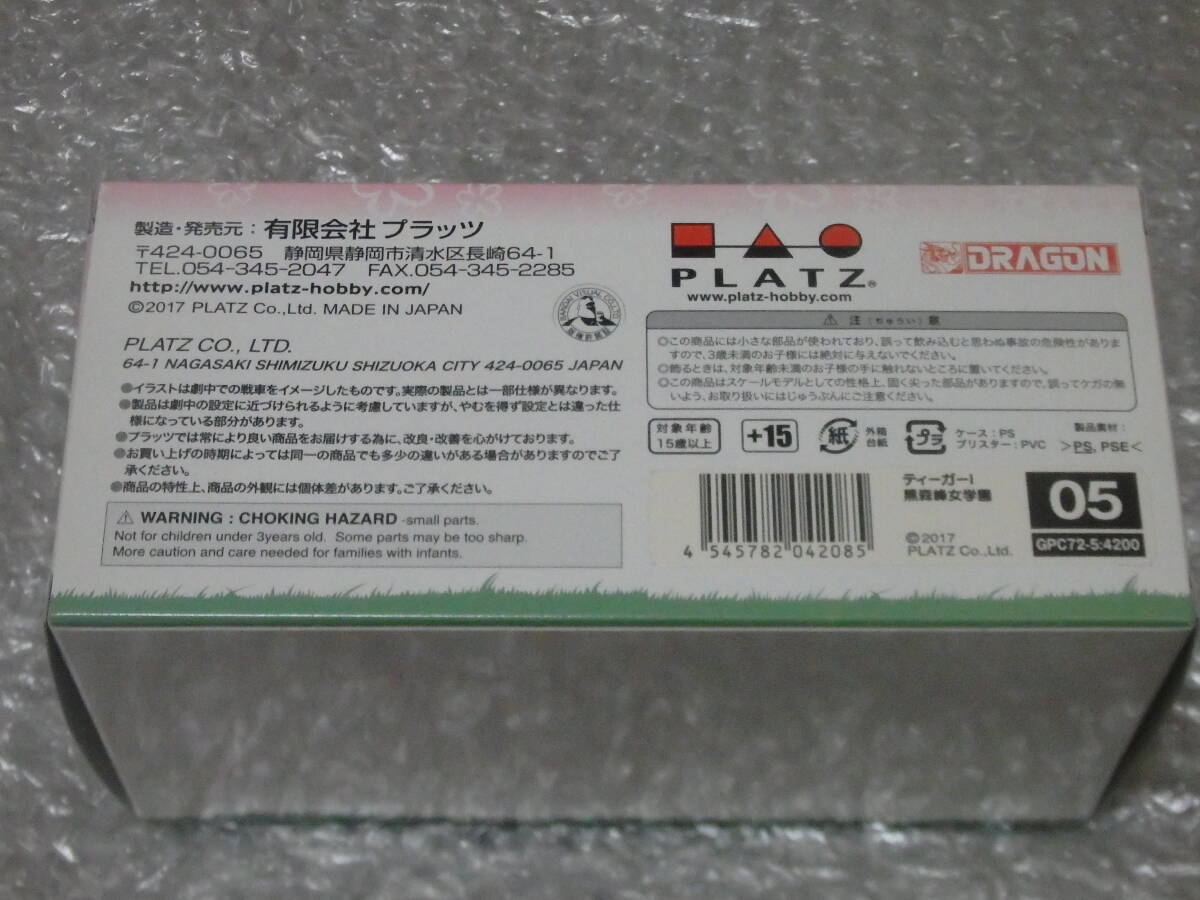 製造・発売元：有限会社 プラッツ
〒424-0065　静岡県静岡市清水区長崎64-1
TEL.054-345-2047　FAX.054-345-2285
http://www.platz-hobby.com/
©2017 PLATZ Co.,Ltd. MADE IN JAPAN
BANDAI VISUAL CO.,LTD
PLATZ CO., LTD.
64-1 NAGASAKI SHIMIZUKU SHIZUOKA CITY 424-0065 JAPAN
●イラストは劇中での戦車をイメージしたものです。実際の製品とは一部仕様が異なります。
●製品は劇中の設定に近づけられるように考慮していますが、やむを得ず設定とは違った仕
様になっている部分があります。
●プラッツでは常により良い商品をお届けする為に、改良・改善を心がけております。
●お買い上げの時期によっては同一の商品でも多少の違いがある場合がありますのでご了
承ください。
●商品の特性上、商品の外観には個体差があります。ご了承ください。
⚠ WARNING : CHOKING HAZARD -small parts.
Not for children under 3years old. Some parts may be too sharp.
More caution and care needed for families with infants.
PLATZ®
www.platz-hobby.com
DRAGON
⚠ 注(ちゅうい)意
◎この商品には小さな部品が使われており、誤って飲み込むと思わぬ事故の危険性がありま
すので、3歳未満のお子様には絶対に与えないでください。
◎飾るときは、対象年齢未満のお子様の手に触れないところに置いてください。
◎この商品はスケールモデルとしての性格上、固く尖った部品がありますので、誤ってケガの無
いよう、お取り扱いにはじゅうぶんにご注意ください。
対象年齢
15歳以上
+15
紙
外箱
台紙
プラ
ケース：PS
ブリスター：PVC
製品素材：
>PS, PSE<
4 545782 042085
ティーガーI
黒森峰女学園
©2017
PLATZ Co.,Ltd.
05
GPC72-5:4200